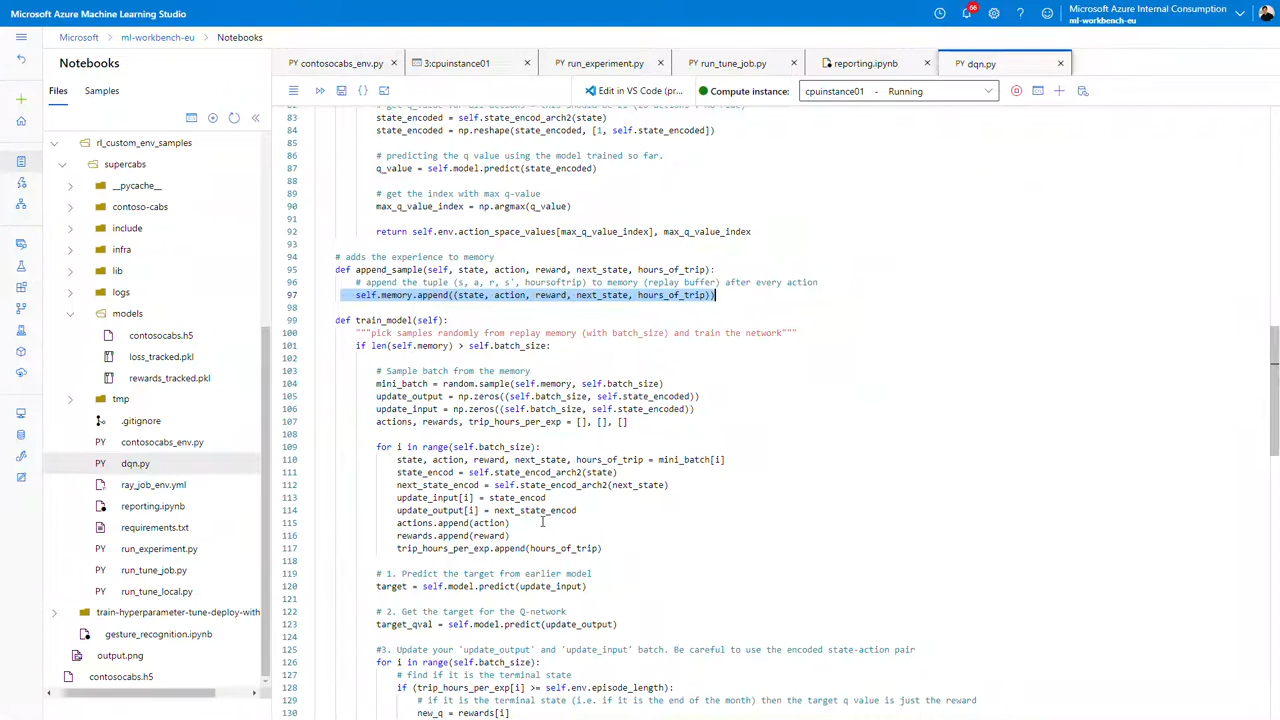 Microsoft Azure Machine Learning Studio
66
Microsoft Azure Internal Consumption
ml-workbench-eu
Microsoft
ml-workbench-eu
Notebooks
Notebooks
contosocabs_env.py
3:cpuinstance01
run_experiment.py
run_tune_job.py
reporting.ipynb
dqn.py
Files
Samples
Edit in VS Code (pr...
Compute instance:
cpuinstance01 - Running
rl_custom_env_samples
supercabs
__pycache__
contoso-cabs
include
infra
lib
logs
models
contosocabs.h5
loss_tracked.pkl
rewards_tracked.pkl
tmp
.gitignore
PY contosocabs_env.py
PY dqn.py
PY ray_job_env.yml
reporting.ipynb
PY requirements.txt
PY run_experiment.py
PY run_tune_job.py
PY run_tune_local.py
train-hyperparameter-tune-deploy-with
gesture_recognition.ipynb
output.png
contosocabs.h5
83 state_encoded = self.state_encod_arch2(state)
84 state_encoded = np.reshape(state_encoded, [1, self.state_encoded])
85
86 # predicting the q value using the model trained so far.
87 q_value = self.model.predict(state_encoded)
88
89 # get the index with max q-value
90 max_q_value_index = np.argmax(q_value)
91
92 return self.env.action_space_values[max_q_value_index], max_q_value_index
93
94 # adds the experience to memory
95 def append_sample(self, state, action, reward, next_state, hours_of_trip):
96 # append the tuple (s, a, r, s', hoursoftrip) to memory (replay buffer) after every action
97 self.memory.append((state, action, reward, next_state, hours_of_trip))
98
99 def train_model(self):
100 """pick samples randomly from replay memory (with batch_size) and train the network"""
101 if len(self.memory) > self.batch_size:
102
103 # Sample batch from the memory
104 mini_batch = random.sample(self.memory, self.batch_size)
105 update_output = np.zeros((self.batch_size, self.state_encoded))
106 update_input = np.zeros((self.batch_size, self.state_encoded))
107 actions, rewards, trip_hours_per_exp = [], [], []
108
109 for i in range(self.batch_size):
110 state, action, reward, next_state, hours_of_trip = mini_batch[i]
111 state_encod = self.state_encod_arch2(state)
112 next_state_encod = self.state_encod_arch2(next_state)
113 update_input[i] = state_encod
114 update_output[i] = next_state_encod
115 actions.append(action)
116 rewards.append(reward)
117 trip_hours_per_exp.append(hours_of_trip)
118
119 # 1. Predict the target from earlier model
120 target = self.model.predict(update_input)
121
122 # 2. Get the target for the Q-network
123 target_qval = self.model.predict(update_output)
124
125 #3. Update your 'update_output' and 'update_input' batch. Be careful to use the encoded state-action pair
126 for i in range(self.batch_size):
127 # find if it is the terminal state
128 if (trip_hours_per_exp[i] >= self.env.episode_length):
129 # if it is the terminal state (i.e. if it is the end of the month) then the target q value is just the reward
130 new_q = rewards[i]